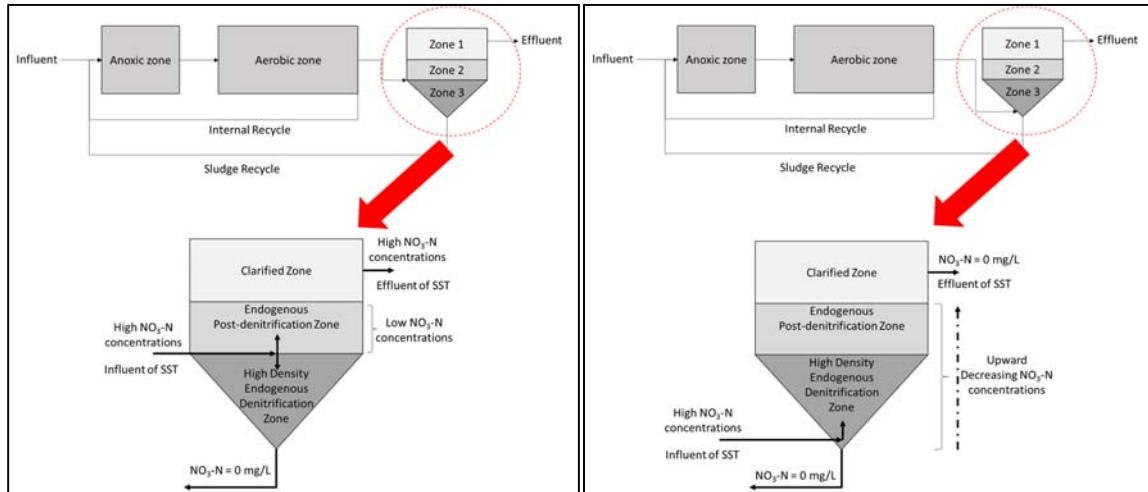 Influent
Anoxic zone
Aerobic zone
Zone 1
Zone 2
Zone 3
Effluent
Internal Recycle
Sludge Recycle
Clarified Zone
High NO₃-N
concentrations
Effluent of SST
Endogenous
Post-denitrification Zone
Low NO₃-N
concentrations
High NO₃-N
concentrations
Influent of SST
High Density
Endogenous
Denitrification
Zone
NO₃-N = 0 mg/L
Influent
Anoxic zone
Aerobic zone
Zone 1
Zone 2
Zone 3
Effluent
Internal Recycle
Sludge Recycle
Clarified Zone
NO₃-N = 0 mg/L
Effluent of SST
Endogenous
Post-denitrification Zone
High Density
Endogenous
Denitrification
Zone
Upward
Decreasing NO₃-N
concentrations
High NO₃-N
concentrations
Influent of SST
NO₃-N = 0 mg/L